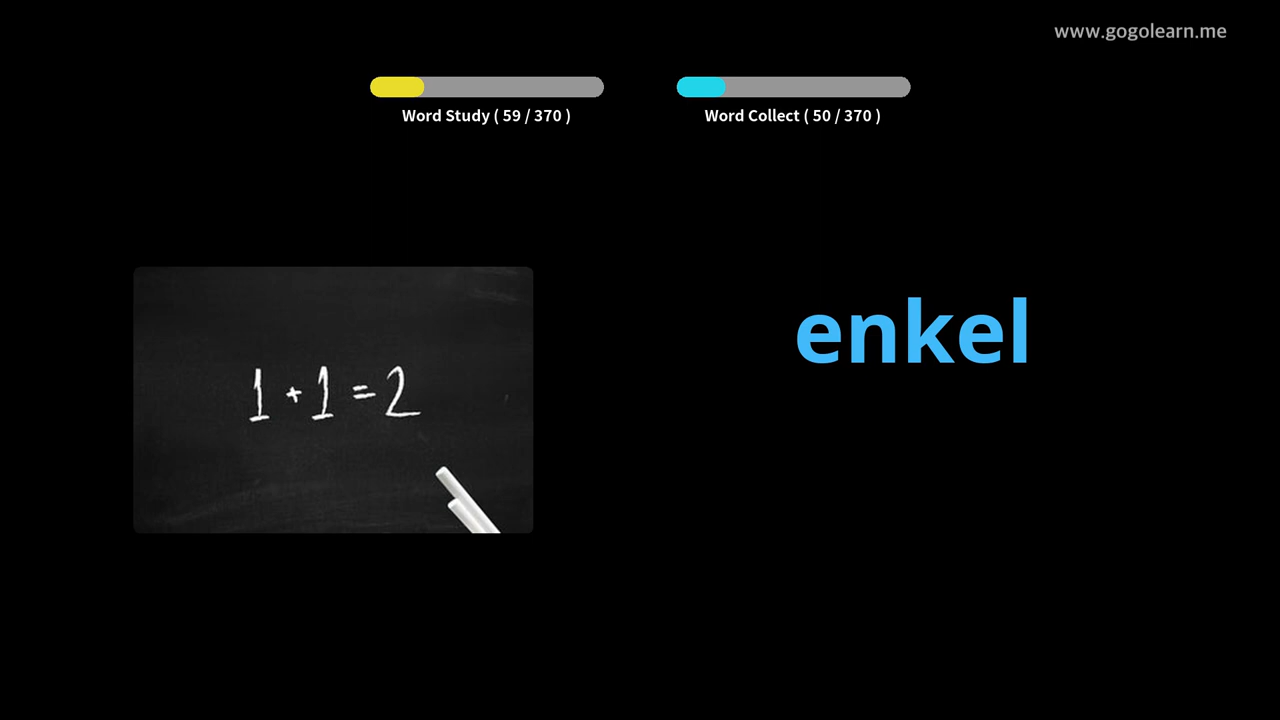 www.gogolearn.me
Word Study ( 59 / 370 )
Word Collect ( 50 / 370 )
enkel
1 + 1 = 2